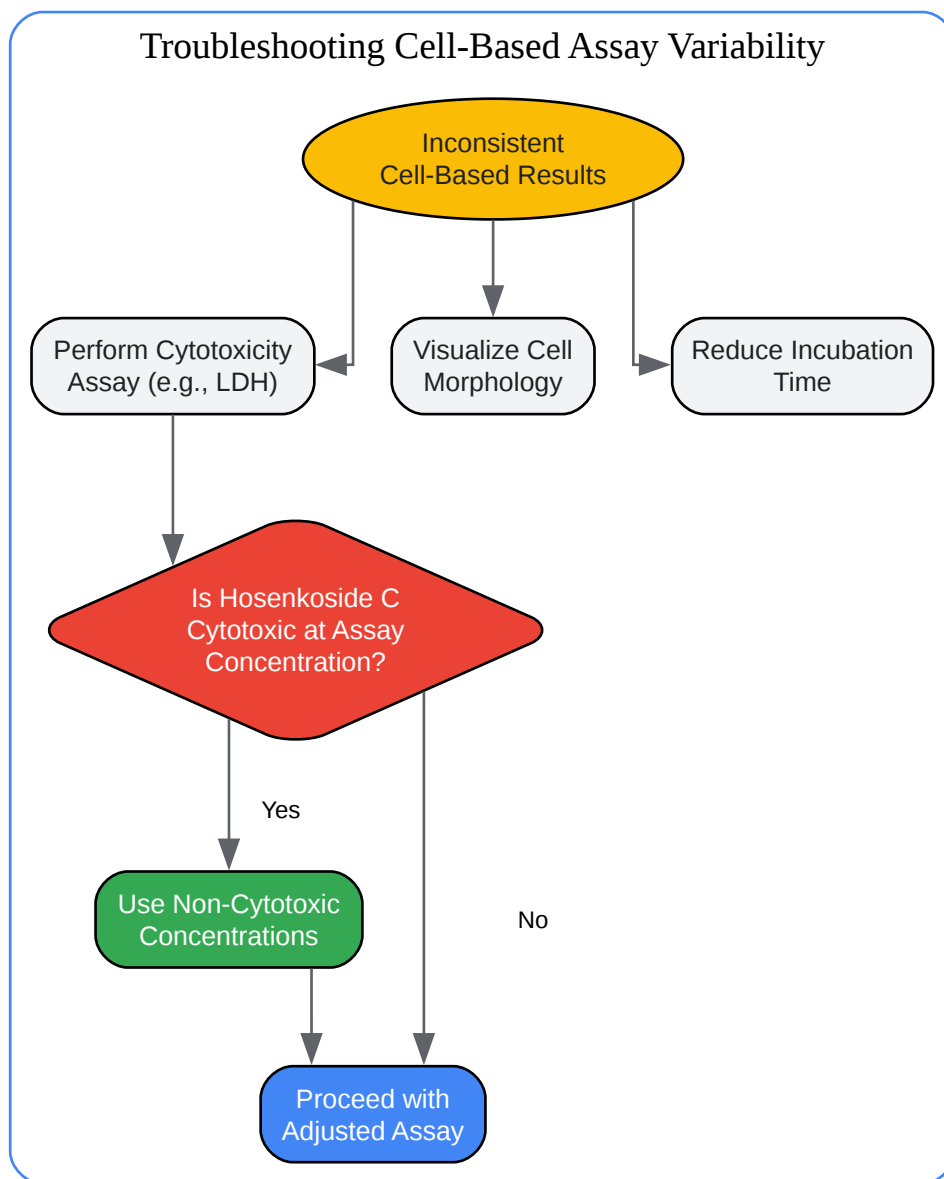 Troubleshooting Cell-Based Assay Variability
Inconsistent
Cell-Based Results
Perform Cytotoxicity
Assay (e.g., LDH)
Visualize Cell
Morphology
Reduce Incubation
Time
Is Hosenkoside C
Cytotoxic at Assay
Concentration?
Yes
Use Non-Cytotoxic
Concentrations
No
Proceed with
Adjusted Assay